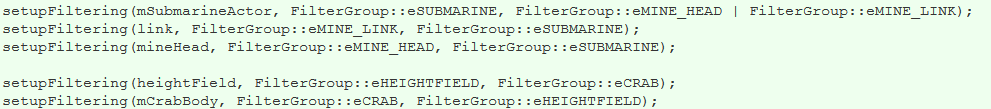 setupFiltering(mSubmarineActor, FilterGroup::eSUBMARINE, FilterGroup::eMINE_HEAD | FilterGroup::eMINE_LINK);
setupFiltering(link, FilterGroup::eMINE_LINK, FilterGroup::eSUBMARINE);
setupFiltering(mineHead, FilterGroup::eMINE_HEAD, FilterGroup::eSUBMARINE);
setupFiltering(heightField, FilterGroup::eHEIGHTFIELD, FilterGroup::eCRAB);
setupFiltering(mCrabBody, FilterGroup::eCRAB, FilterGroup::eHEIGHTFIELD);